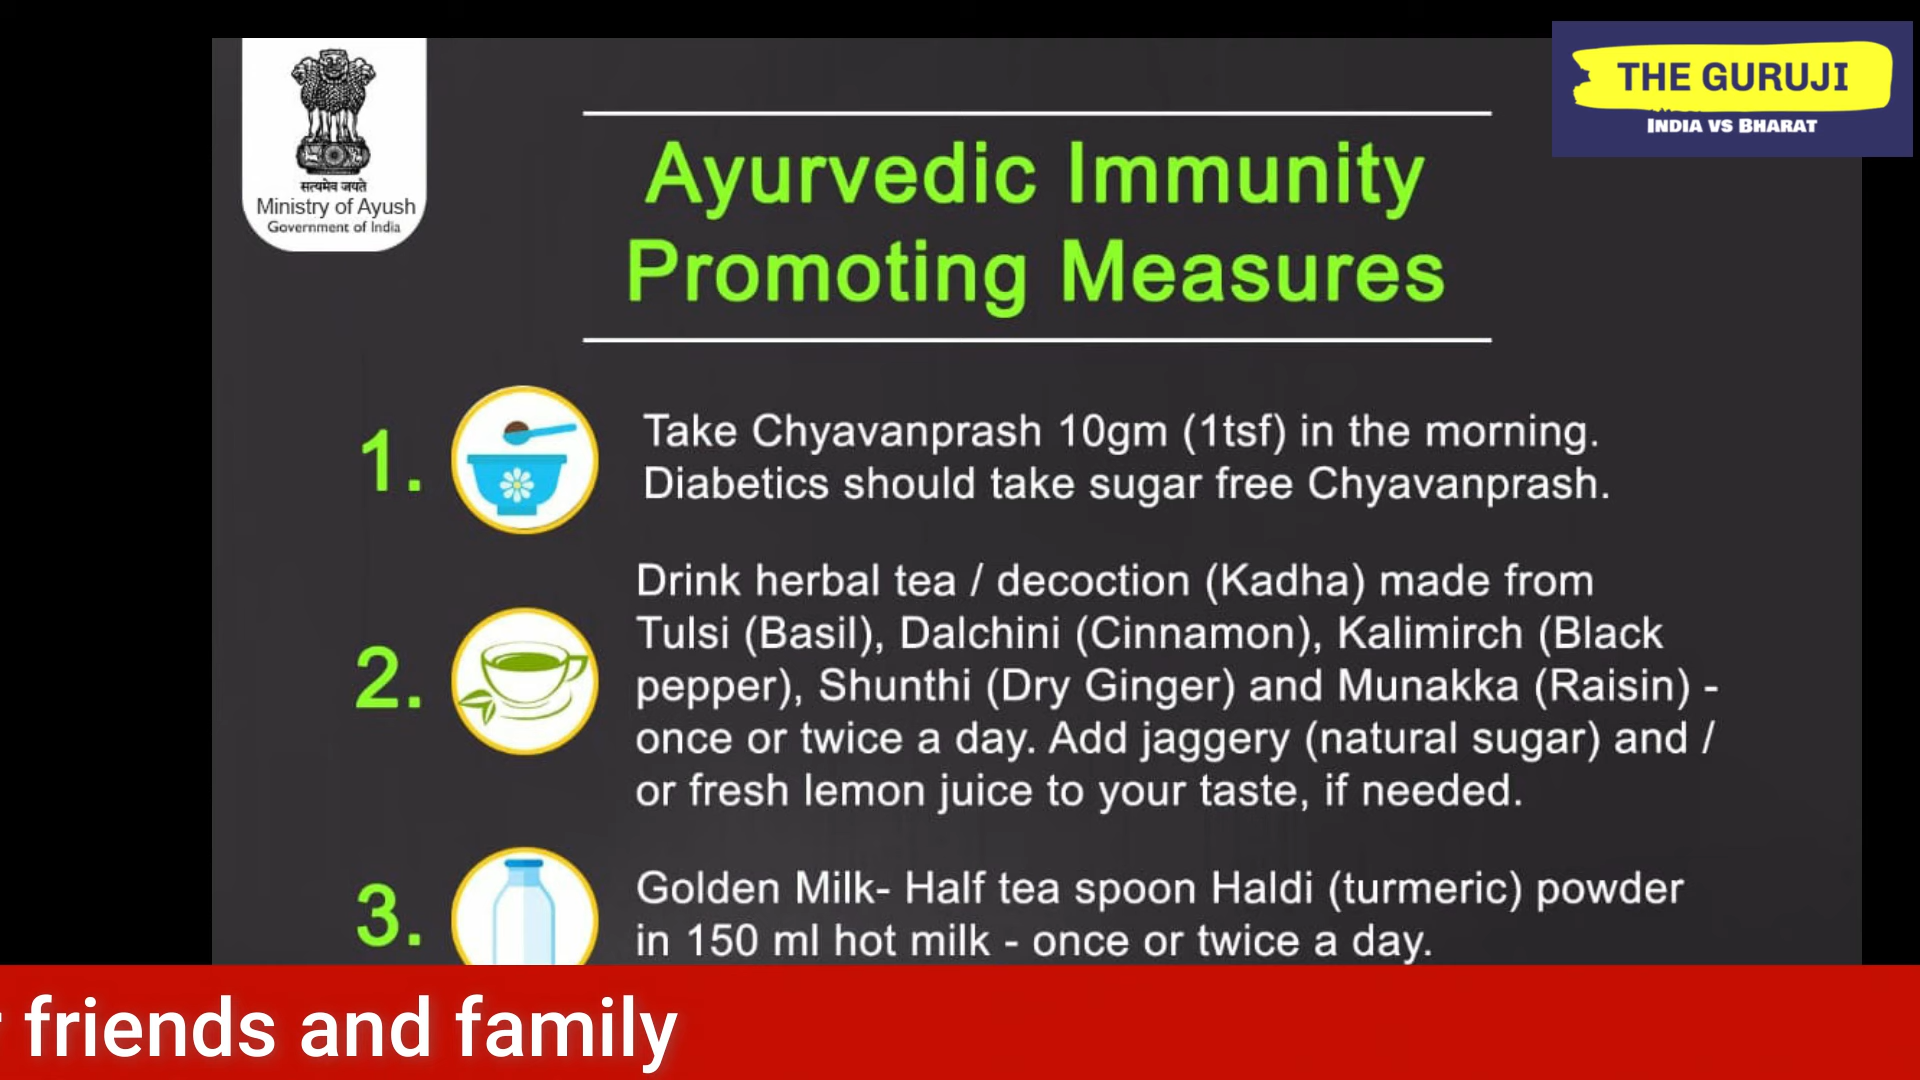 THE GURUJI
INDIA VS BHARAT
सत्यमेव जयते
Ministry of Ayush
Government of India
Ayurvedic Immunity
Promoting Measures
1.
Take Chyavanprash 10gm (1tsf) in the morning.
Diabetics should take sugar free Chyavanprash.
2.
Drink herbal tea / decoction (Kadha) made from
Tulsi (Basil), Dalchini (Cinnamon), Kalimirch (Black
pepper), Shunthi (Dry Ginger) and Munakka (Raisin) -
once or twice a day. Add jaggery (natural sugar) and /
or fresh lemon juice to your taste, if needed.
3.
Golden Milk- Half tea spoon Haldi (turmeric) powder
in 150 ml hot milk - once or twice a day.
friends and family